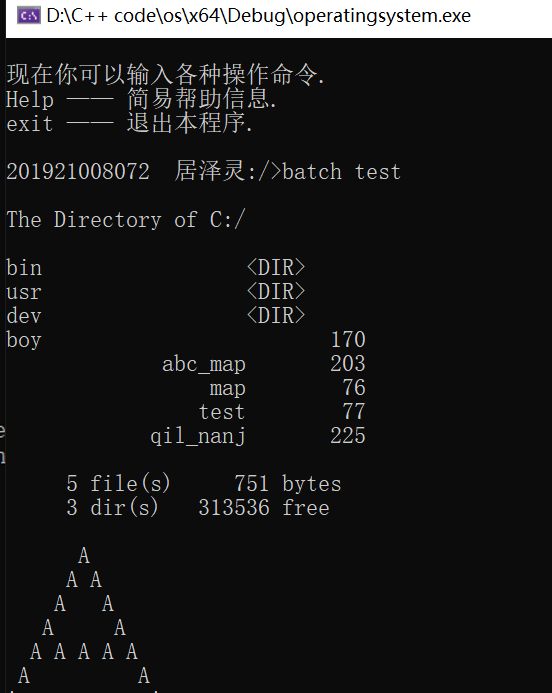 D:\C++ code\os\x64\Debug\operatingsystem.exe
现在你可以输入各种操作命令.
Help —— 简易帮助信息.
exit —— 退出本程序.
201921008072  居泽灵:/>batch test
The Directory of C:/
bin <DIR>
usr <DIR>
dev <DIR>
boy 170
abc_map 203
map 76
test 77
qil_nanj 225
5 file(s) 751 bytes
3 dir(s) 313536 free
A
A A
A A
A A
A A A A A
A A